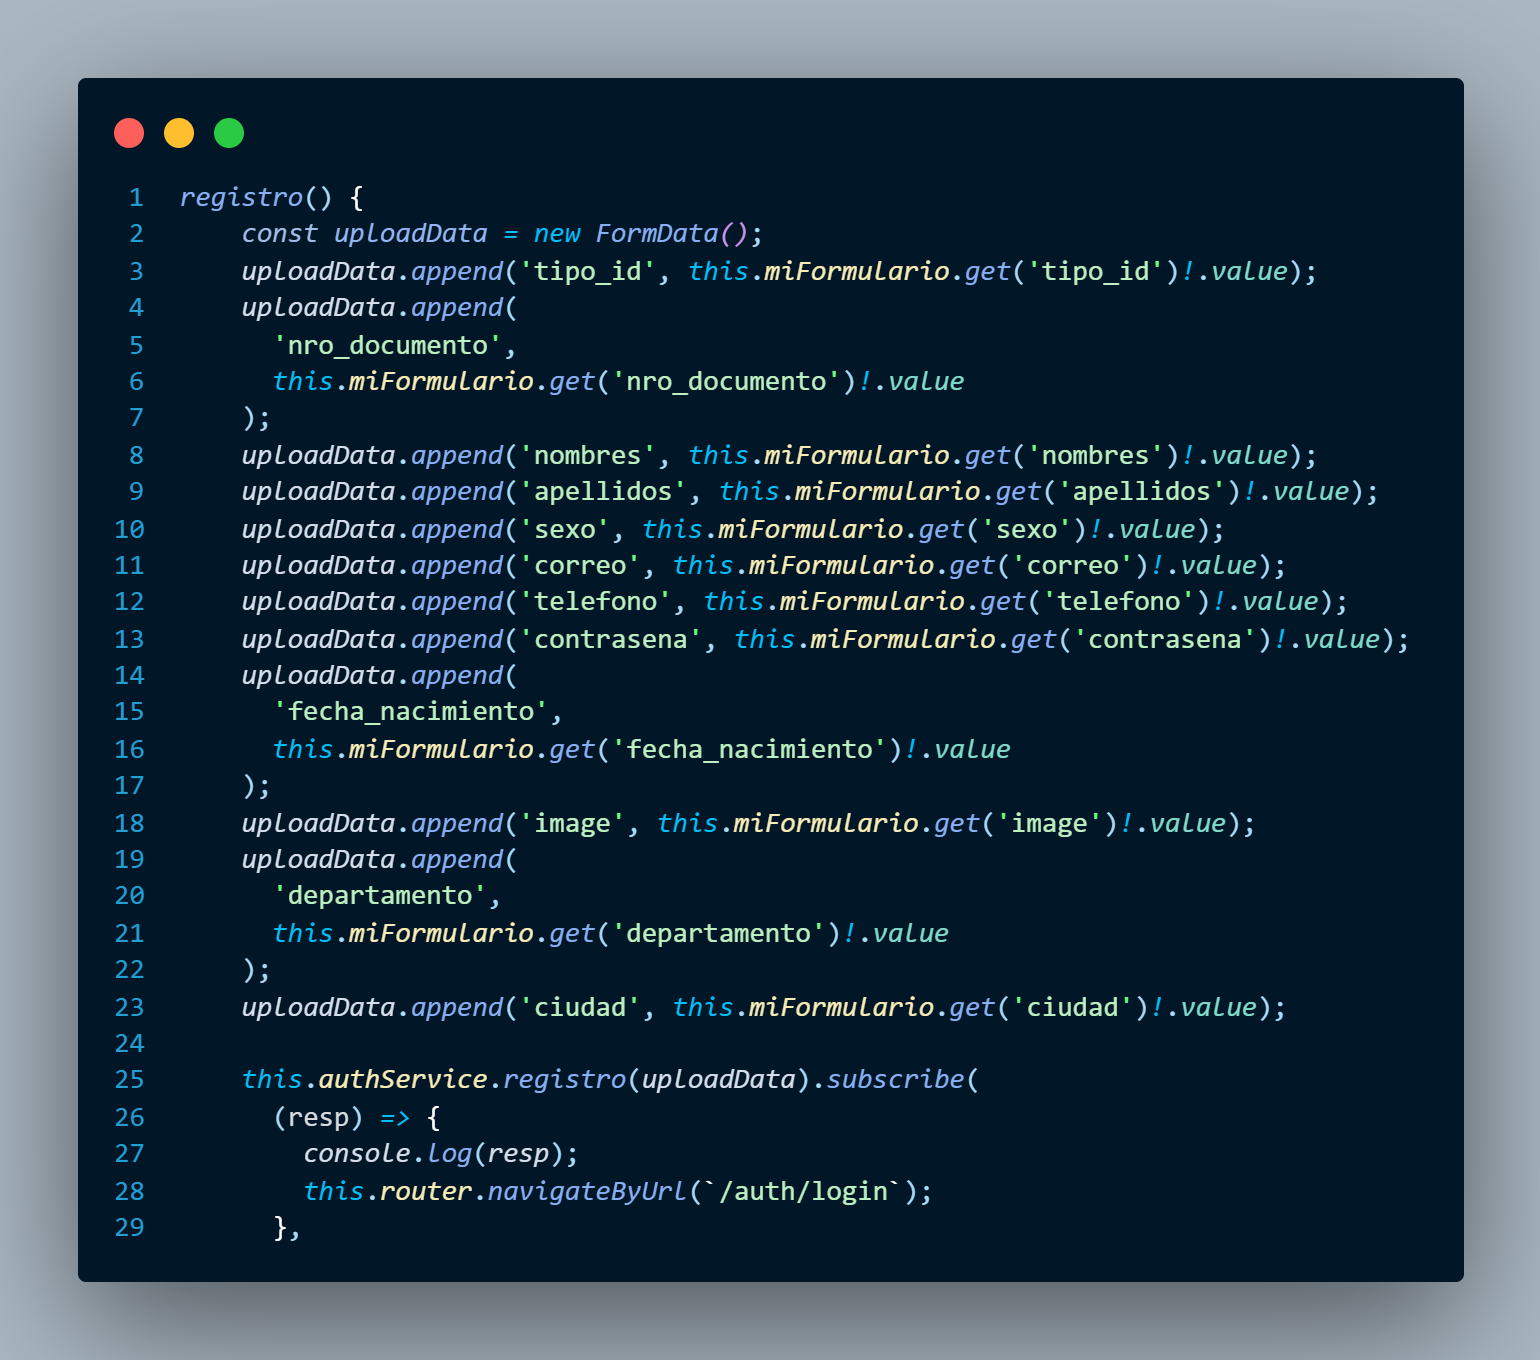 1 registro() {
2 const uploadData = new FormData();
3 uploadData.append('tipo_id', this.miFormulario.get('tipo_id')!.value);
4 uploadData.append(
5 'nro_documento',
6 this.miFormulario.get('nro_documento')!.value
7 );
8 uploadData.append('nombres', this.miFormulario.get('nombres')!.value);
9 uploadData.append('apellidos', this.miFormulario.get('apellidos')!.value);
10 uploadData.append('sexo', this.miFormulario.get('sexo')!.value);
11 uploadData.append('correo', this.miFormulario.get('correo')!.value);
12 uploadData.append('telefono', this.miFormulario.get('telefono')!.value);
13 uploadData.append('contrasena', this.miFormulario.get('contrasena')!.value);
14 uploadData.append(
15 'fecha_nacimiento',
16 this.miFormulario.get('fecha_nacimiento')!.value
17 );
18 uploadData.append('image', this.miFormulario.get('image')!.value);
19 uploadData.append(
20 'departamento',
21 this.miFormulario.get('departamento')!.value
22 );
23 uploadData.append('ciudad', this.miFormulario.get('ciudad')!.value);
24
25 this.authService.registro(uploadData).subscribe(
26 (resp) => {
27 console.log(resp);
28 this.router.navigateByUrl(`/auth/login`);
29 },